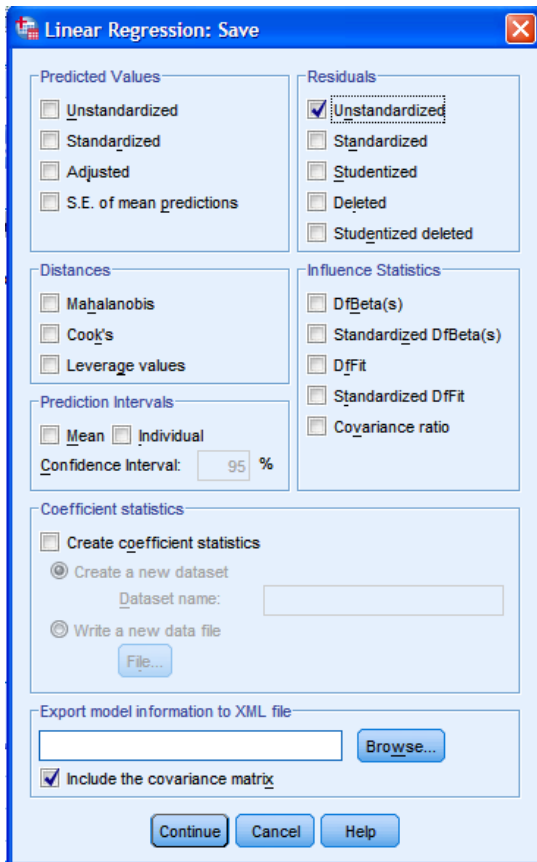 Linear Regression: Save
Predicted Values
Unstandardized
Standardized
Adjusted
S.E. of mean predictions
Residuals
Unstandardized
Standardized
Studentized
Deleted
Studentized deleted
Distances
Mahalanobis
Cook's
Leverage values
Influence Statistics
DfBeta(s)
Standardized DfBeta(s)
DfFit
Standardized DfFit
Covariance ratio
Prediction Intervals
Mean Individual
Confidence Interval: 95 %
Coefficient statistics
Create coefficient statistics
Create a new dataset
Dataset name:
Write a new data file
File...
Export model information to XML file
Browse...
Include the covariance matrix
Continue Cancel Help